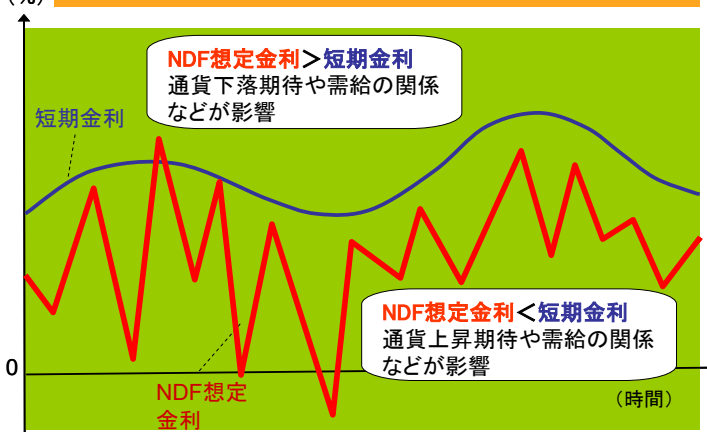 (%)
NDF想定金利＞短期金利
通貨下落期待や需給の関係
などが影響
短期金利
NDF想定金利＜短期金利
通貨上昇期待や需給の関係
などが影響
0
NDF想定
金利
（時間）